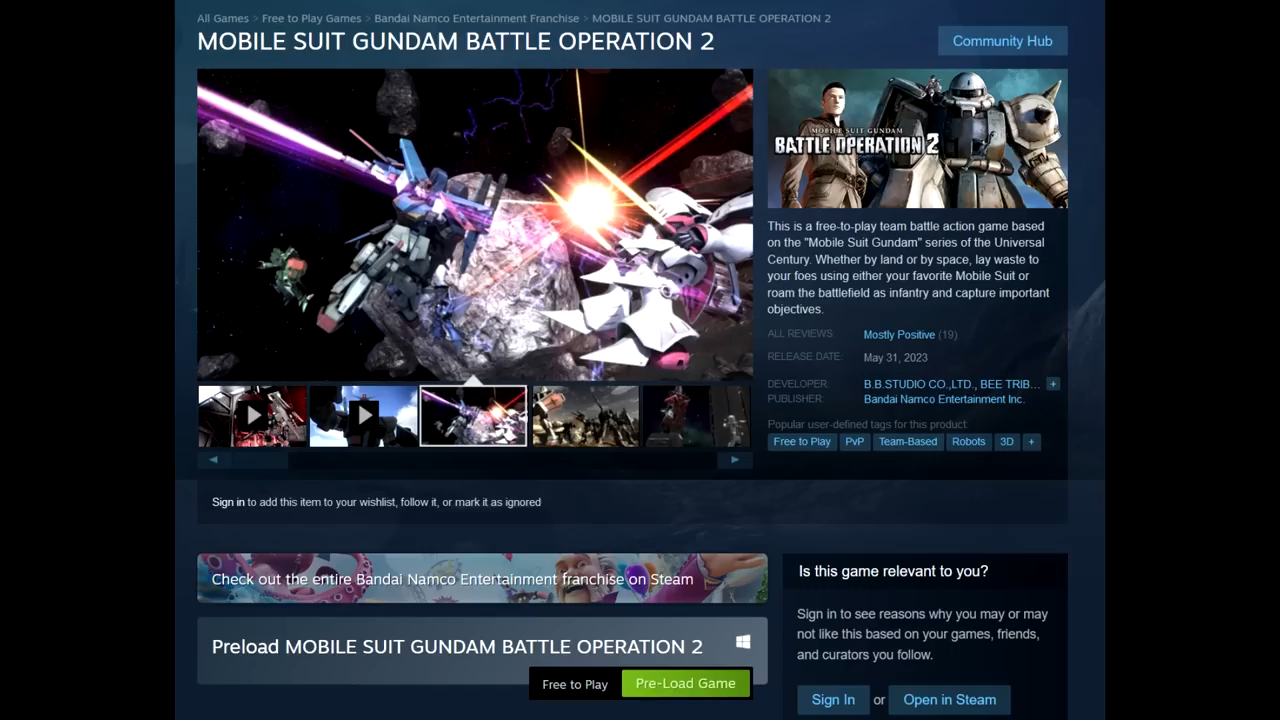 All Games > Free to Play Games > Bandai Namco Entertainment Franchise > MOBILE SUIT GUNDAM BATTLE OPERATION 2
MOBILE SUIT GUNDAM BATTLE OPERATION 2
Community Hub
MOBILE SUIT GUNDAM
BATTLE OPERATION 2
This is a free-to-play team battle action game based
on the "Mobile Suit Gundam" series of the Universal
Century. Whether by land or by space, lay waste to
your foes using either your favorite Mobile Suit or
roam the battlefield as infantry and capture important
objectives.
ALL REVIEWS: Mostly Positive (19)
RELEASE DATE: May 31, 2023
DEVELOPER: B.B.STUDIO CO.,LTD., BEE TRIB... +
PUBLISHER: Bandai Namco Entertainment Inc.
Popular user-defined tags for this product:
Free to Play PvP Team-Based Robots 3D +
Sign in to add this item to your wishlist, follow it, or mark it as ignored
Check out the entire Bandai Namco Entertainment franchise on Steam
Preload MOBILE SUIT GUNDAM BATTLE OPERATION 2
Free to Play Pre-Load Game
Is this game relevant to you?
Sign in to see reasons why you may or may
not like this based on your games, friends,
and curators you follow.
Sign In or Open in Steam